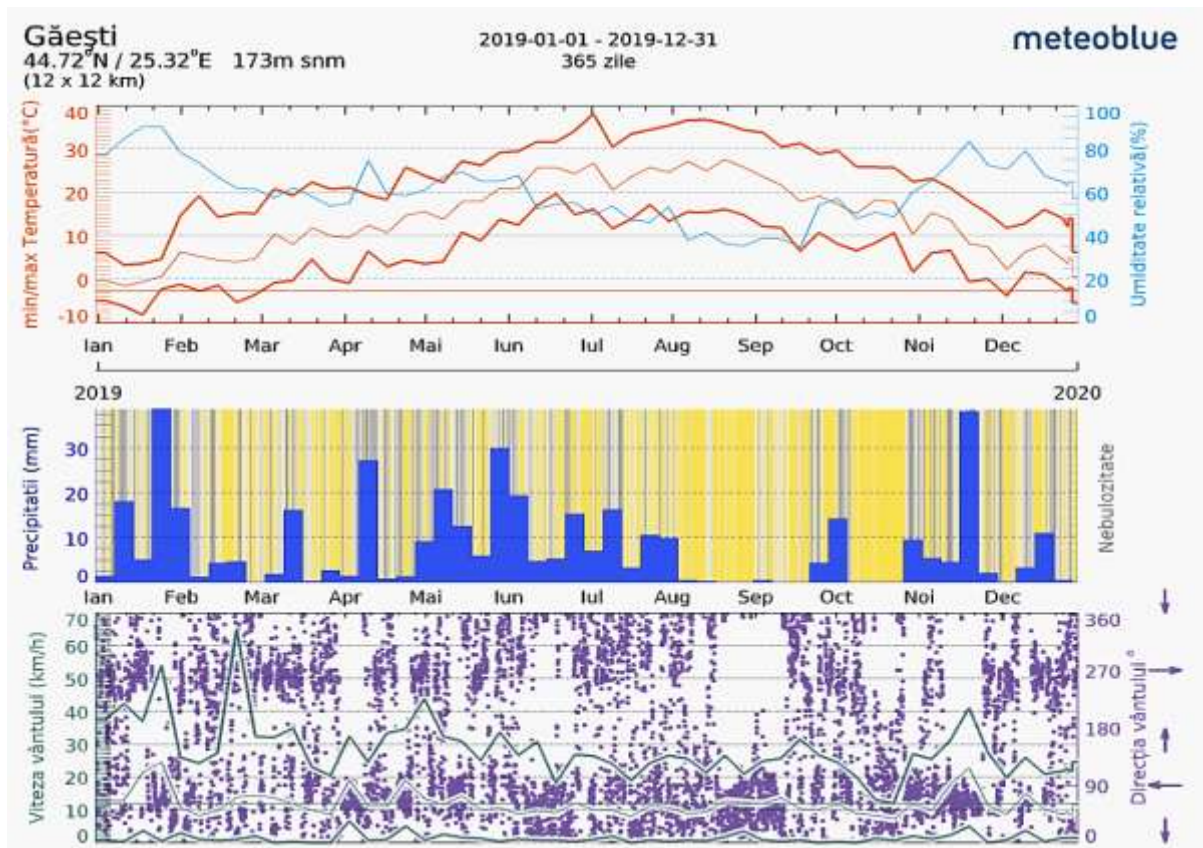 Găeşti
44.72°N / 25.32°E 173m snm
(12 x 12 km)
2019-01-01 - 2019-12-31
365 zile
meteoblue
min/max Temperatură(°C)
40
30
20
10
0
-10
100
80
60
40
20
0
Umiditate relativă(%)
Ian Feb Mar Apr Mai Iun Iul Aug Sep Oct Noi Dec
2019 2020
Precipitatii (mm)
30
20
10
0
Nebulozitate
Ian Feb Mar Apr Mai Iun Iul Aug Sep Oct Noi Dec
Viteza vântului (km/h)
70
60
50
40
30
20
10
0
360
270
180
90
0
Direcția vântului a